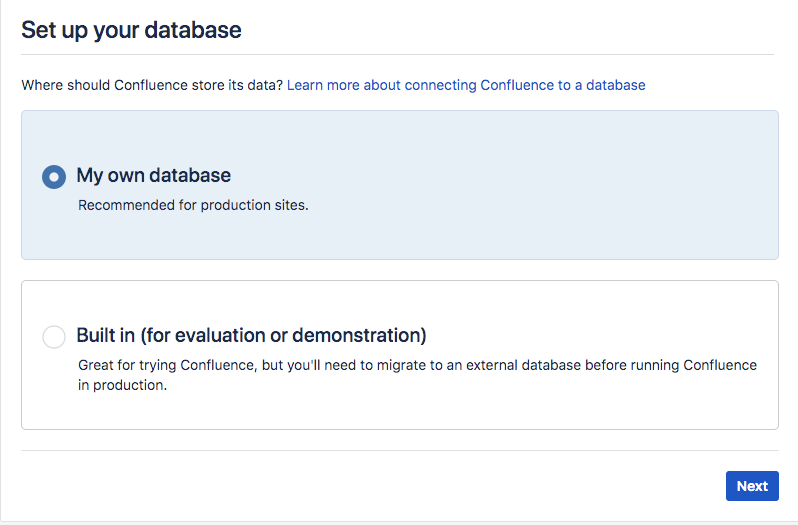 Set up your database
Where should Confluence store its data? Learn more about connecting Confluence to a database
My own database
Recommended for production sites.
Built in (for evaluation or demonstration)
Great for trying Confluence, but you'll need to migrate to an external database before running Confluence
in production.
Next